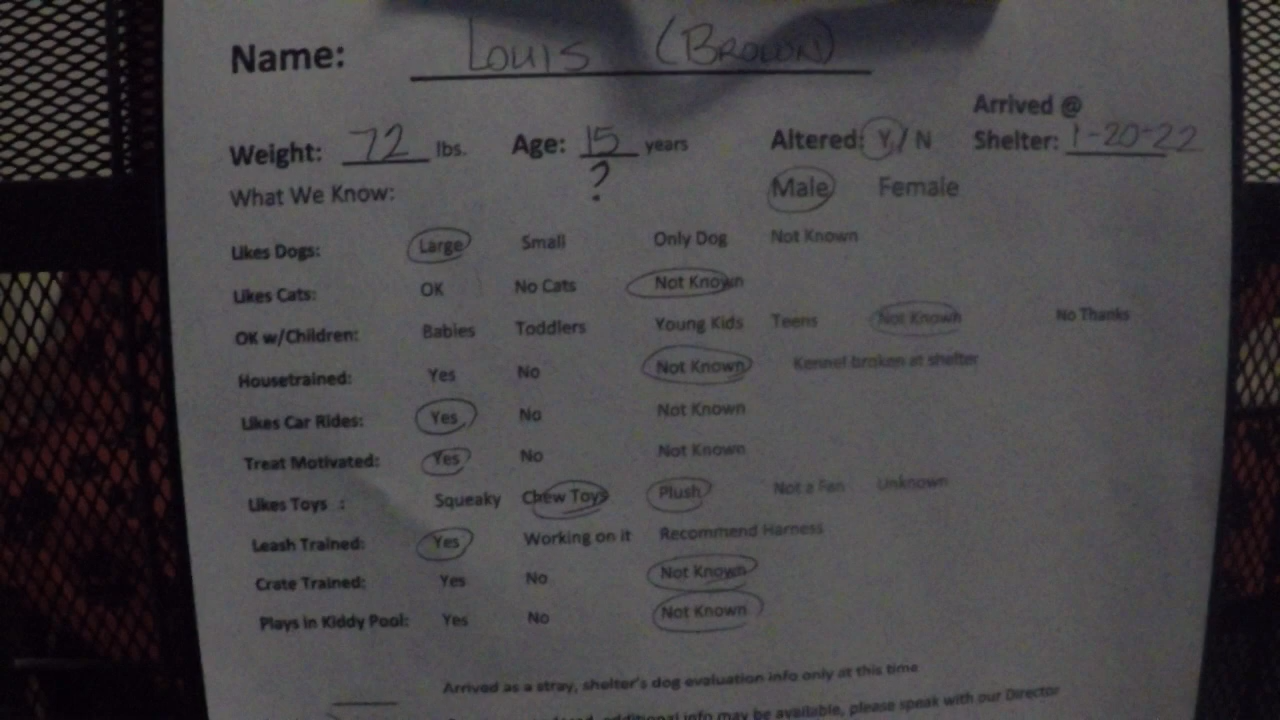 Name: Louis (Brown)
Arrived @
Weight: 72 lbs. Age: 15 years Altered: Y / N Shelter: 1-20-22
?
What We Know: Male Female
Likes Dogs: Large Small Only Dog Not Known
Likes Cats: OK No Cats Not Known
OK w/Children: Babies Toddlers Young Kids Teens Not Known No Thanks
Housetrained: Yes No Not Known Kennel broken at shelter
Likes Car Rides: Yes No Not Known
Treat Motivated: Yes No Not Known
Likes Toys : Squeaky Chew Toys Plush Not a Fan Unknown
Leash Trained: Yes Working on it Recommend Harness
Crate Trained: Yes No Not Known
Plays in Kiddy Pool: Yes No Not Known
Arrived as a stray, shelter's dog evaluation info only at this time
additional info may be available, please speak with our Director